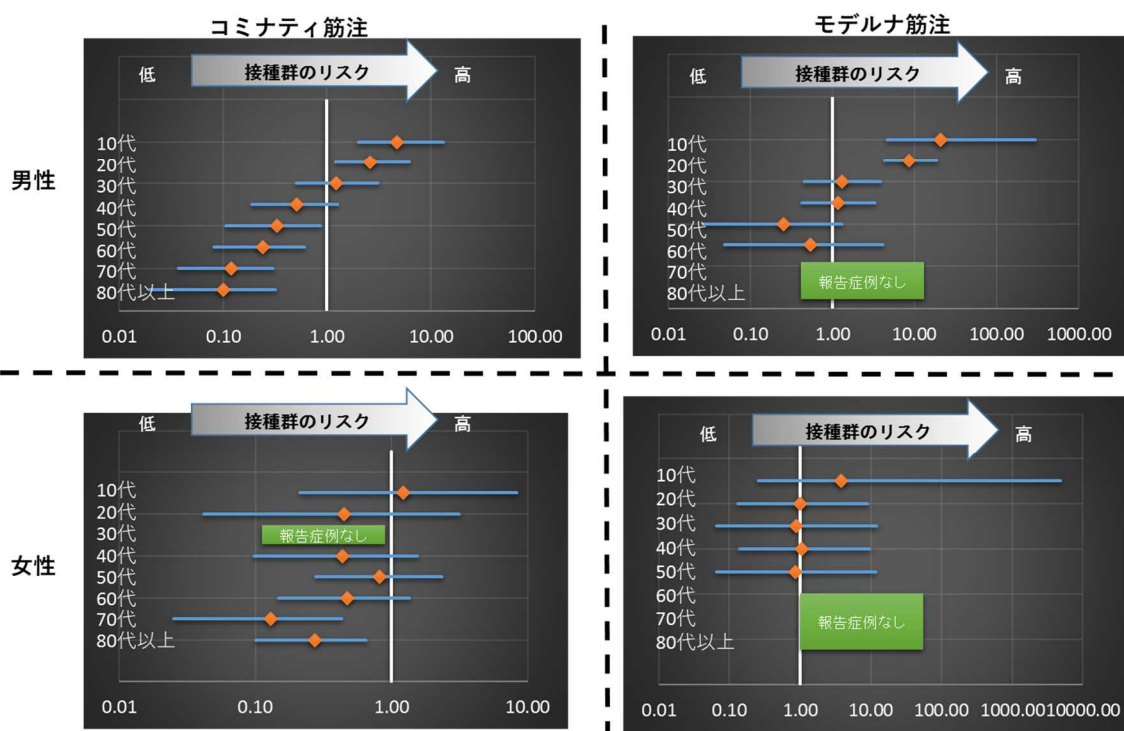 コミナティ筋注
モデルナ筋注
男性
低 接種群のリスク 高
10代
20代
30代
40代
50代
60代
70代
80代以上
0.01 0.10 1.00 10.00 100.00
低 接種群のリスク 高
10代
20代
30代
40代
50代
60代
70代
80代以上
報告症例なし
0.01 0.10 1.00 10.00 100.00 1000.00
女性
低 接種群のリスク 高
10代
20代
30代
報告症例なし
40代
50代
60代
70代
80代以上
0.01 0.10 1.00 10.00
低 接種群のリスク 高
10代
20代
30代
40代
50代
60代
70代
80代以上
報告症例なし
0.01 0.10 1.00 10.00 100.00 1000.00 10000.00